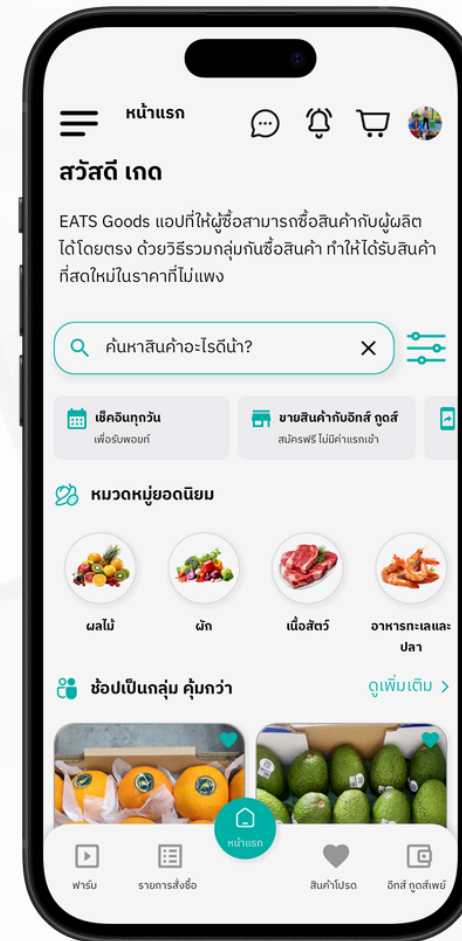 หน้าแรก
สวัสดี เกด
EATS Goods แอปที่ให้ผู้ซื้อสามารถซื้อสินค้ากับผู้ผลิต
ได้โดยตรง ด้วยวิธีรวมกลุ่มกันซื้อสินค้า ทำให้ได้รับสินค้า
ที่สดใหม่ในราคาที่ไม่แพง
ค้นหาสินค้าอะไรดีน้า?
เช็คอินทุกวัน
เพื่อรับพอยท์
ขายสินค้ากับอีทส์ กูดส์
สมัครฟรี ไม่มีค่าแรกเข้า
หมวดหมู่ยอดนิยม
ผลไม้
ผัก
เนื้อสัตว์
อาหารทะเลและ
ปลา
ช้อปเป็นกลุ่ม คุ้มกว่า
ดูเพิ่มเติม
หน้าแรก
ฟาร์ม
รายการสั่งซื้อ
สินค้าโปรด
อีทส์ กูดส์เพย์